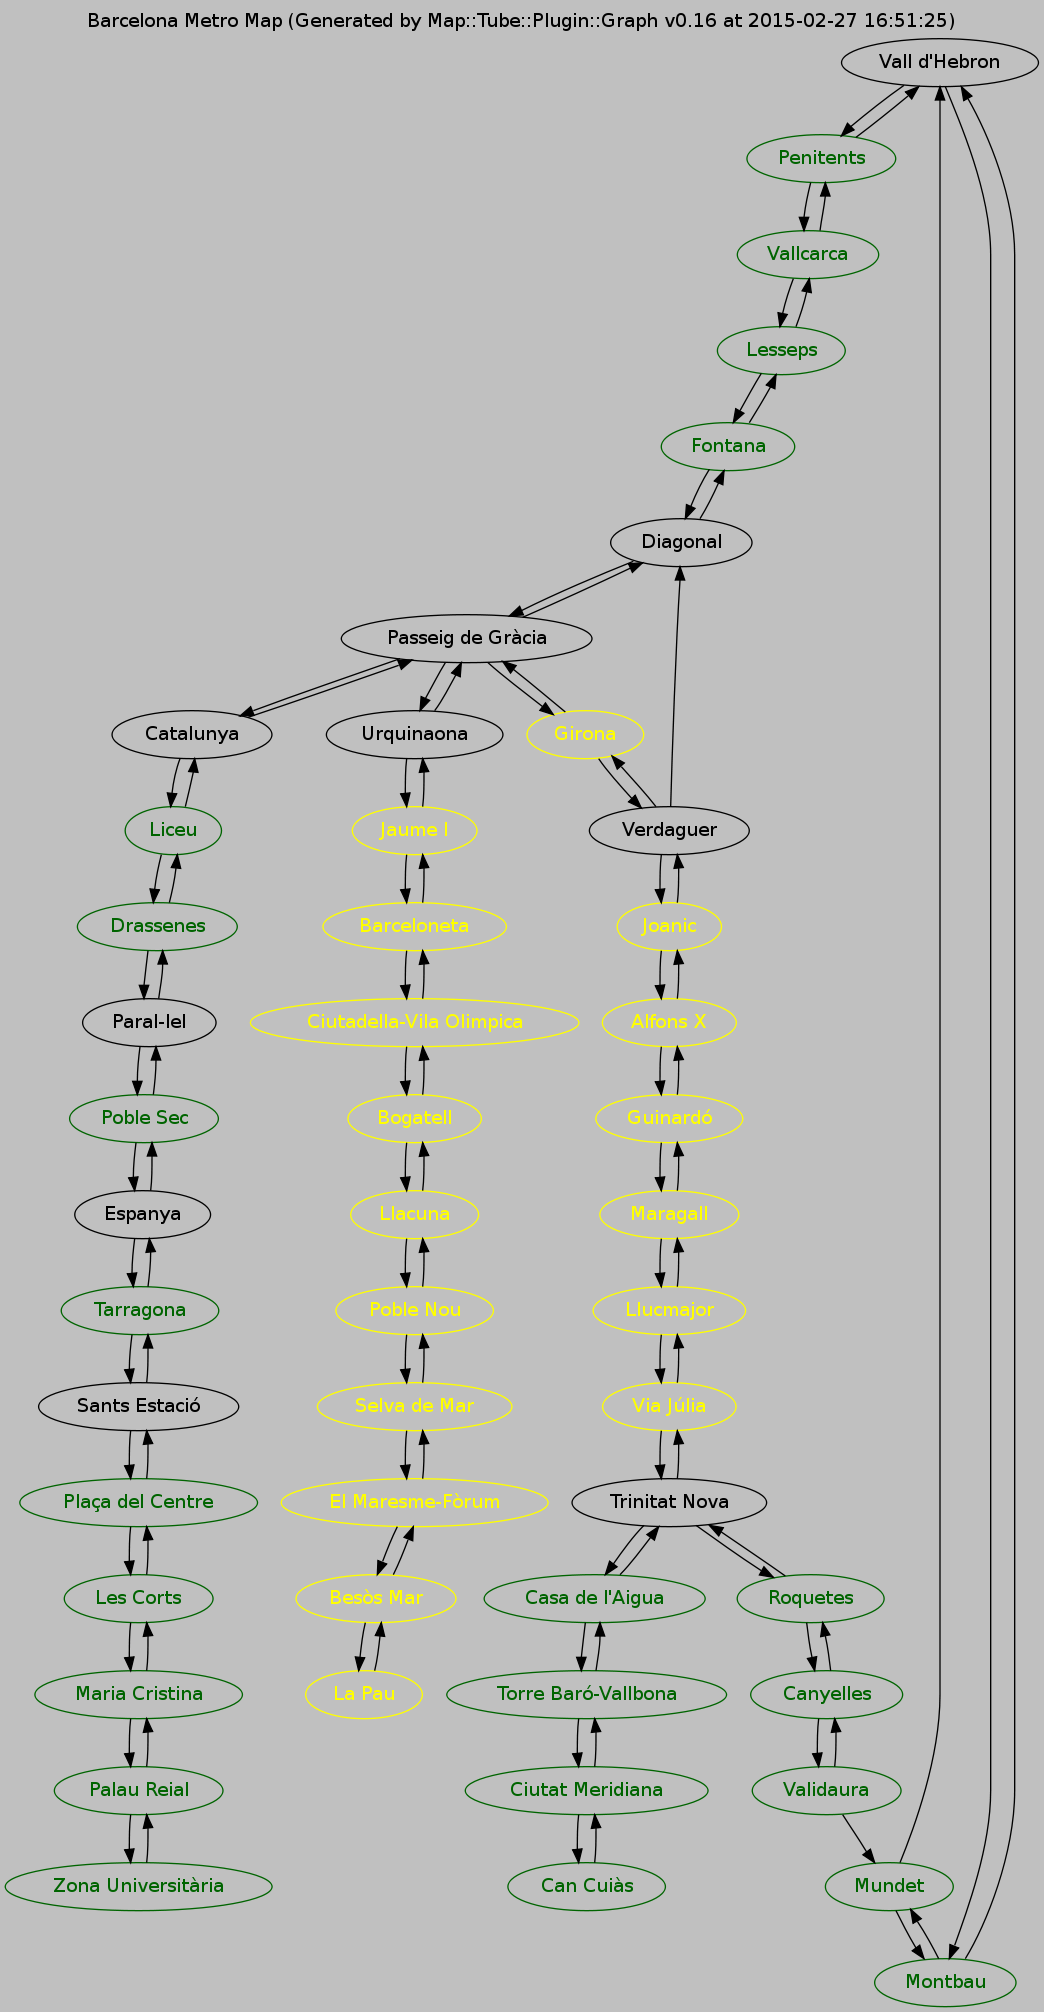 Barcelona Metro Map (Generated by Map::Tube::Plugin::Graph v0.16 at 2015-02-27 16:51:25)
Vall d'Hebron
Penitents
Vallcarca
Lesseps
Fontana
Diagonal
Passeig de Gràcia
Catalunya
Urquinaona
Girona
Liceu
Jaume I
Verdaguer
Drassenes
Barceloneta
Joanic
Paral-lel
Ciutadella-Vila Olimpica
Alfons X
Poble Sec
Bogatell
Guinardó
Espanya
Llacuna
Maragall
Tarragona
Poble Nou
Llucmajor
Sants Estació
Selva de Mar
Via Júlia
Plaça del Centre
El Maresme-Fòrum
Trinitat Nova
Les Corts
Besòs Mar
Casa de l'Aigua
Roquetes
Maria Cristina
La Pau
Torre Baró-Vallbona
Canyelles
Palau Reial
Ciutat Meridiana
Validaura
Zona Universitària
Can Cuiàs
Mundet
Montbau